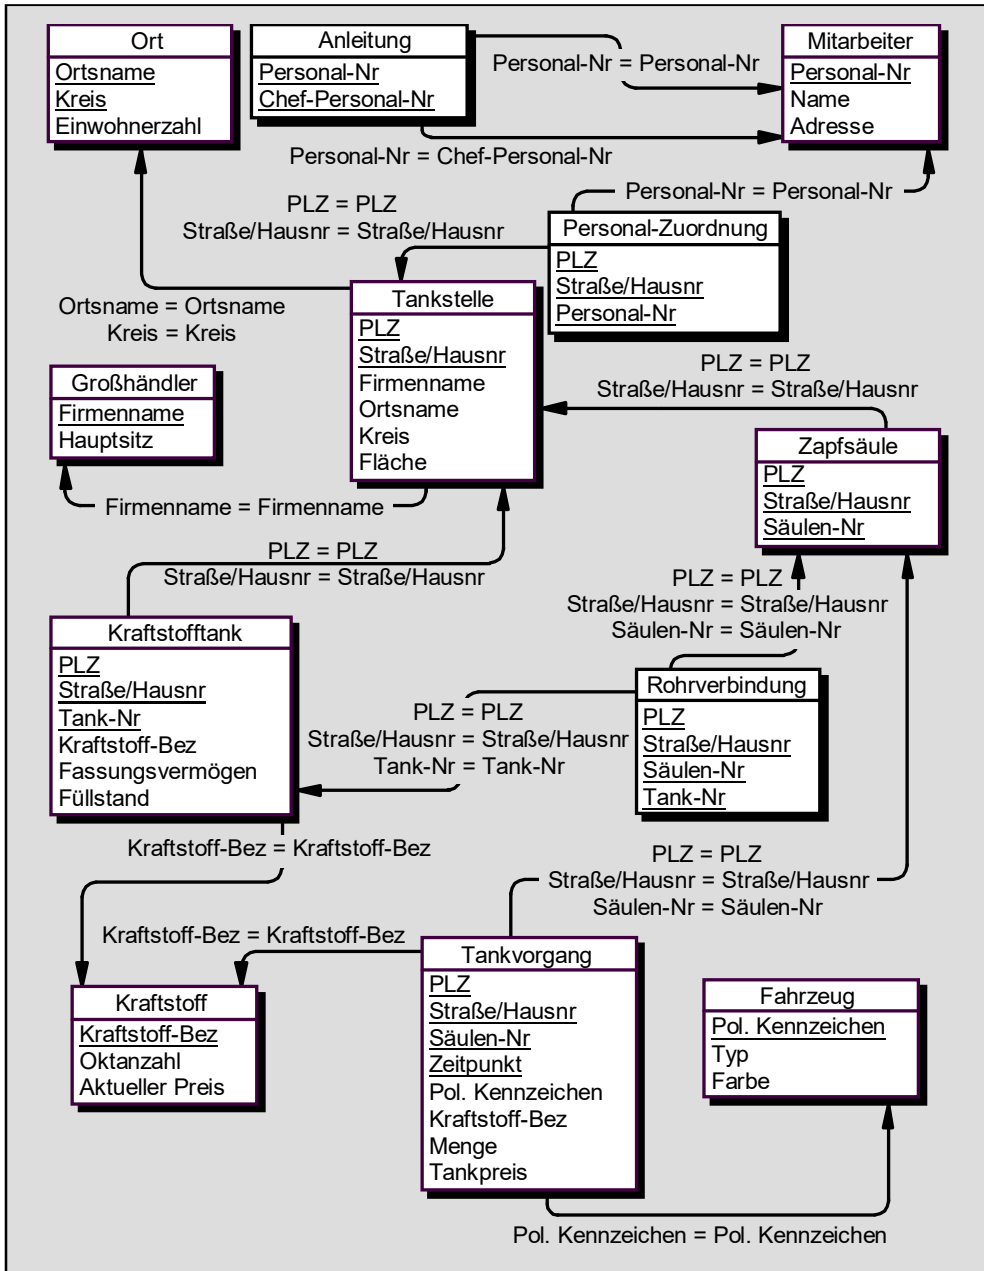 Ort
Ortsname
Kreis
Einwohnerzahl
Anleitung
Personal-Nr
Chef-Personal-Nr
Personal-Nr = Personal-Nr
Mitarbeiter
Personal-Nr
Name
Adresse
Personal-Nr = Chef-Personal-Nr
Personal-Nr = Personal-Nr
PLZ = PLZ
Straße/Hausnr = Straße/Hausnr
Personal-Zuordnung
PLZ
Straße/Hausnr
Personal-Nr
Ortsname = Ortsname
Kreis = Kreis
Tankstelle
PLZ
Straße/Hausnr
Firmenname
Ortsname
Kreis
Fläche
Großhändler
Firmenname
Hauptsitz
PLZ = PLZ
Straße/Hausnr = Straße/Hausnr
Zapfsäule
PLZ
Straße/Hausnr
Säulen-Nr
Firmenname = Firmenname
PLZ = PLZ
Straße/Hausnr = Straße/Hausnr
PLZ = PLZ
Straße/Hausnr = Straße/Hausnr
Säulen-Nr = Säulen-Nr
Kraftstofftank
PLZ
Straße/Hausnr
Tank-Nr
Kraftstoff-Bez
Fassungsvermögen
Füllstand
PLZ = PLZ
Straße/Hausnr = Straße/Hausnr
Tank-Nr = Tank-Nr
Rohrverbindung
PLZ
Straße/Hausnr
Säulen-Nr
Tank-Nr
Kraftstoff-Bez = Kraftstoff-Bez
PLZ = PLZ
Straße/Hausnr = Straße/Hausnr
Säulen-Nr = Säulen-Nr
Kraftstoff-Bez = Kraftstoff-Bez
Kraftstoff
Kraftstoff-Bez
Oktanzahl
Aktueller Preis
Tankvorgang
PLZ
Straße/Hausnr
Säulen-Nr
Zeitpunkt
Pol. Kennzeichen
Kraftstoff-Bez
Menge
Tankpreis
Fahrzeug
Pol. Kennzeichen
Typ
Farbe
Pol. Kennzeichen = Pol. Kennzeichen